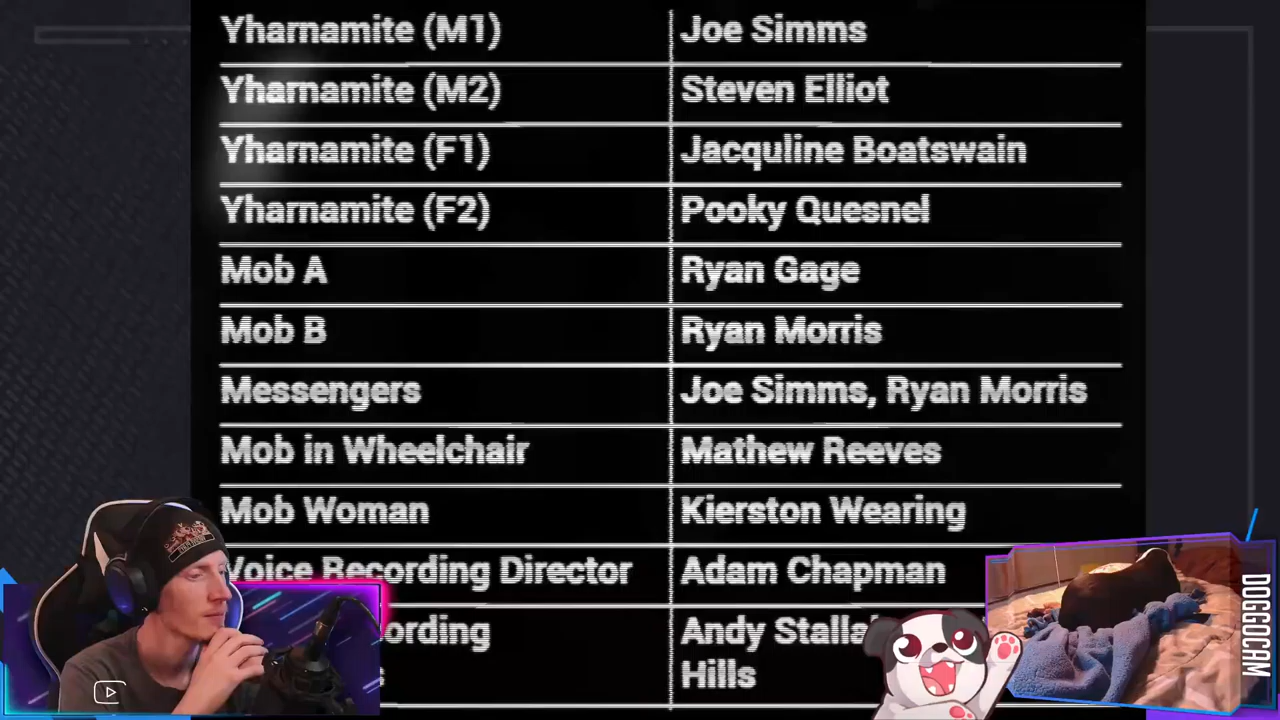 Yharnamite (M1) Joe Simms
Yharnamite (M2) Steven Elliot
Yharnamite (F1) Jacquline Boatswain
Yharnamite (F2) Pooky Quesnel
Mob A Ryan Gage
Mob B Ryan Morris
Messengers Joe Simms, Ryan Morris
Mob in Wheelchair Mathew Reeves
Mob Woman Kierston Wearing
Voice Recording Director Adam Chapman
ording Andy
Hills
DOGGOCAM